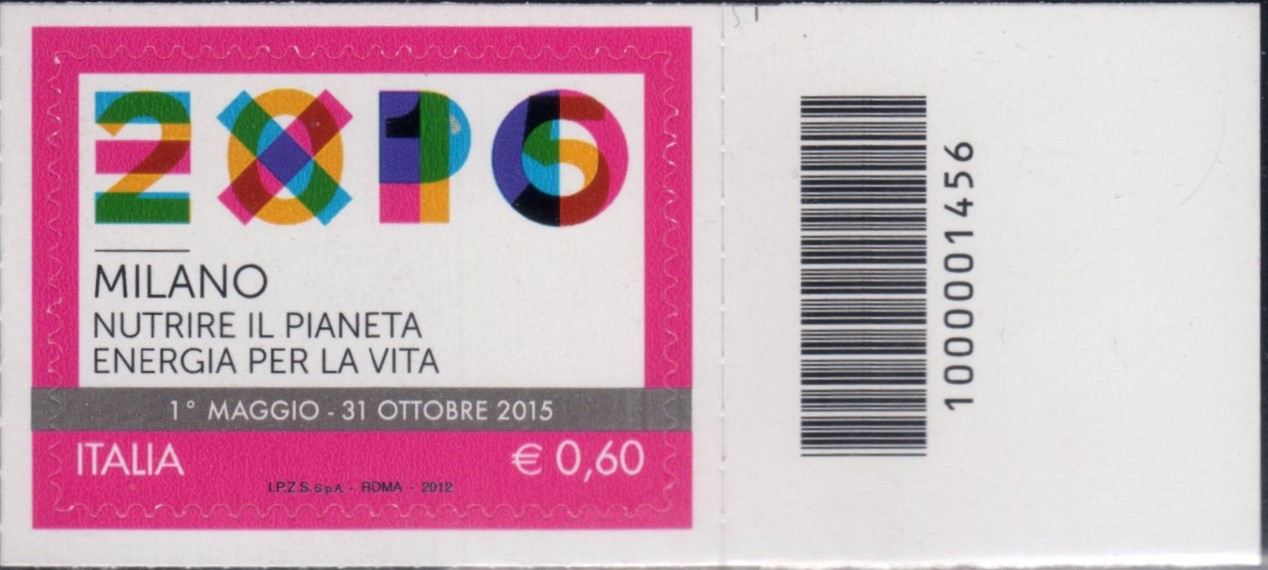 EXPO
2015
MILANO
NUTRIRE IL PIANETA
ENERGIA PER LA VITA
1° MAGGIO - 31 OTTOBRE 2015
ITALIA
€ 0,60
I.P.Z.S. S.p.A. - ROMA - 2012
1000001456